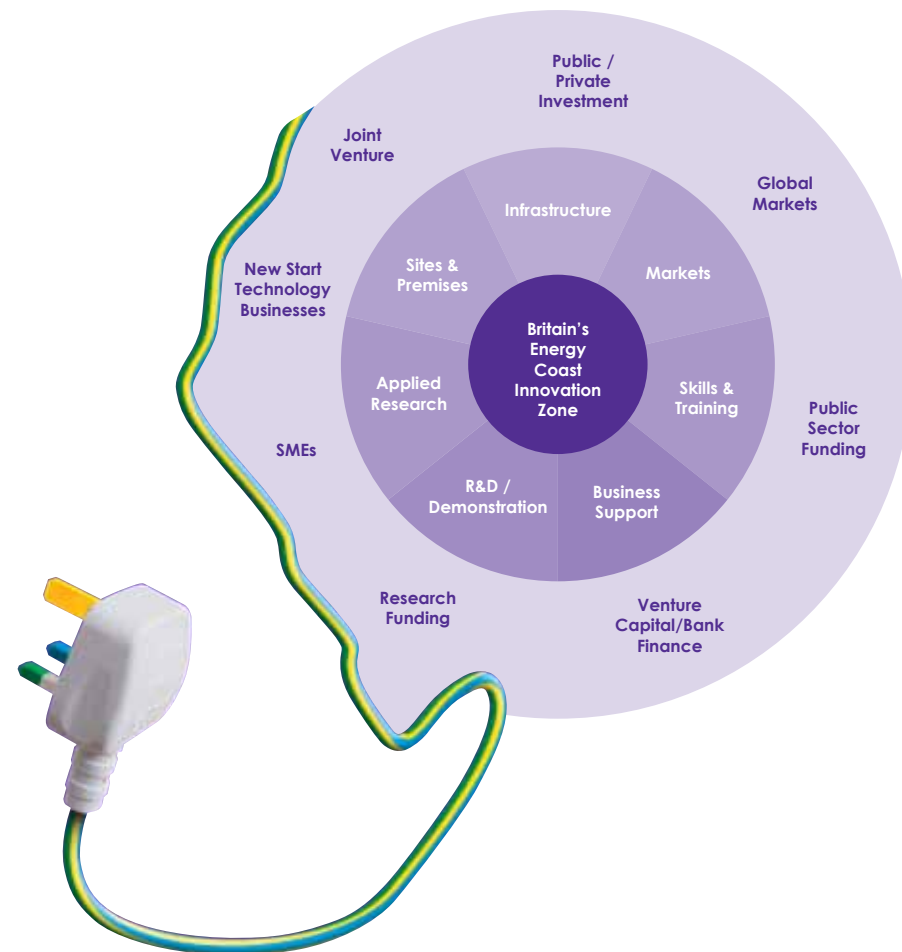 Public /
Private
Investment
Joint
Venture
Global
Markets
Infrastructure
Sites &
Premises
Markets
New Start
Technology
Businesses
Britain's
Energy
Coast
Innovation
Zone
Applied
Research
Skills &
Training
Public
Sector
Funding
SMEs
R&D /
Demonstration
Business
Support
Research
Funding
Venture
Capital/Bank
Finance